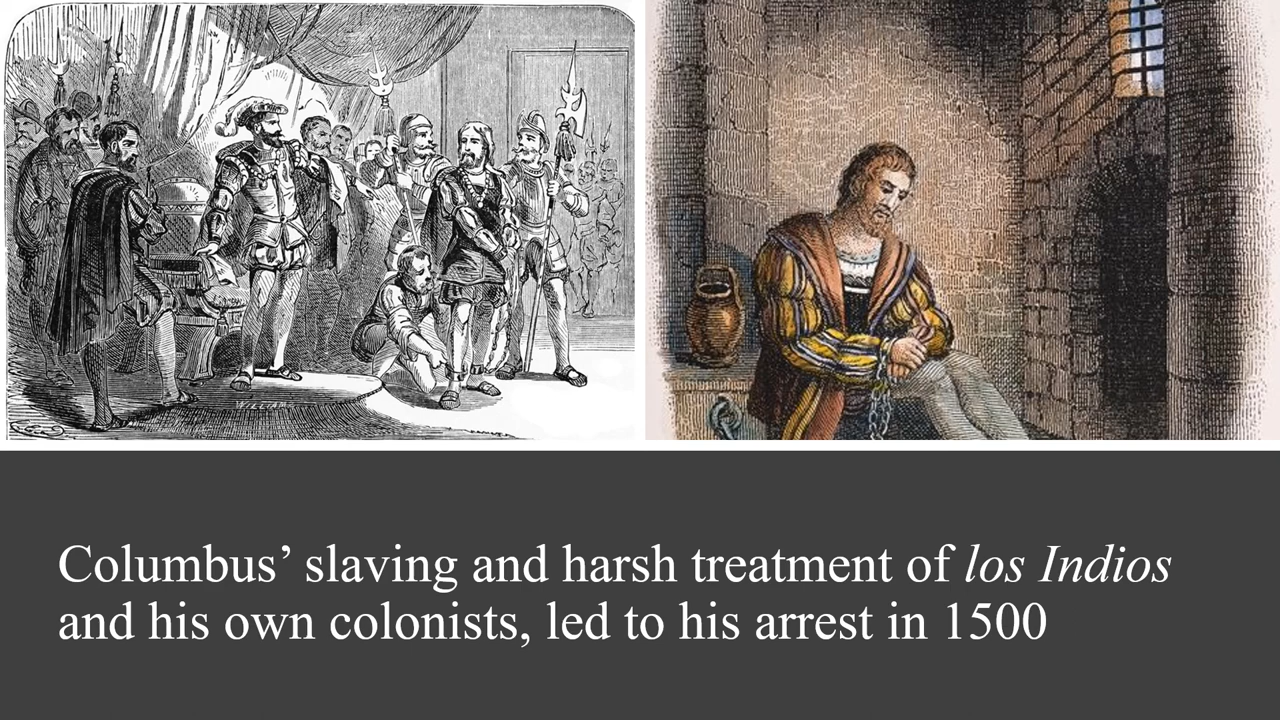 Columbus’ slaving and harsh treatment of los Indios
and his own colonists, led to his arrest in 1500